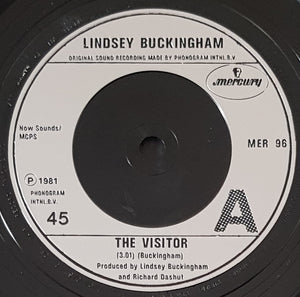 LINDSEY BUCKINGHAM
ORIGINAL SOUND RECORDING MADE BY PHONOGRAM INTNL.B.V.
mercury
Now Sounds/
MCPS
MER 96
℗ 1981
PHONOGRAM
INTNL.B.V.
45
A
THE VISITOR
(3.01) (Buckingham)
Produced by Lindsey Buckingham
and Richard Dashut